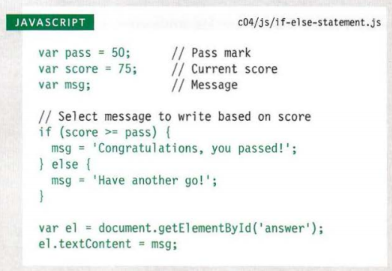 JAVASCRIPT c04/js/if-else-statement.js
var pass = 50; // Pass mark
var score = 75; // Current score
var msg; // Message
// Select message to write based on score
if (score >= pass) {
msg = 'Congratulations, you passed!';
} else {
msg = 'Have another go!';
}
var el = document.getElementById('answer');
el.textContent = msg;